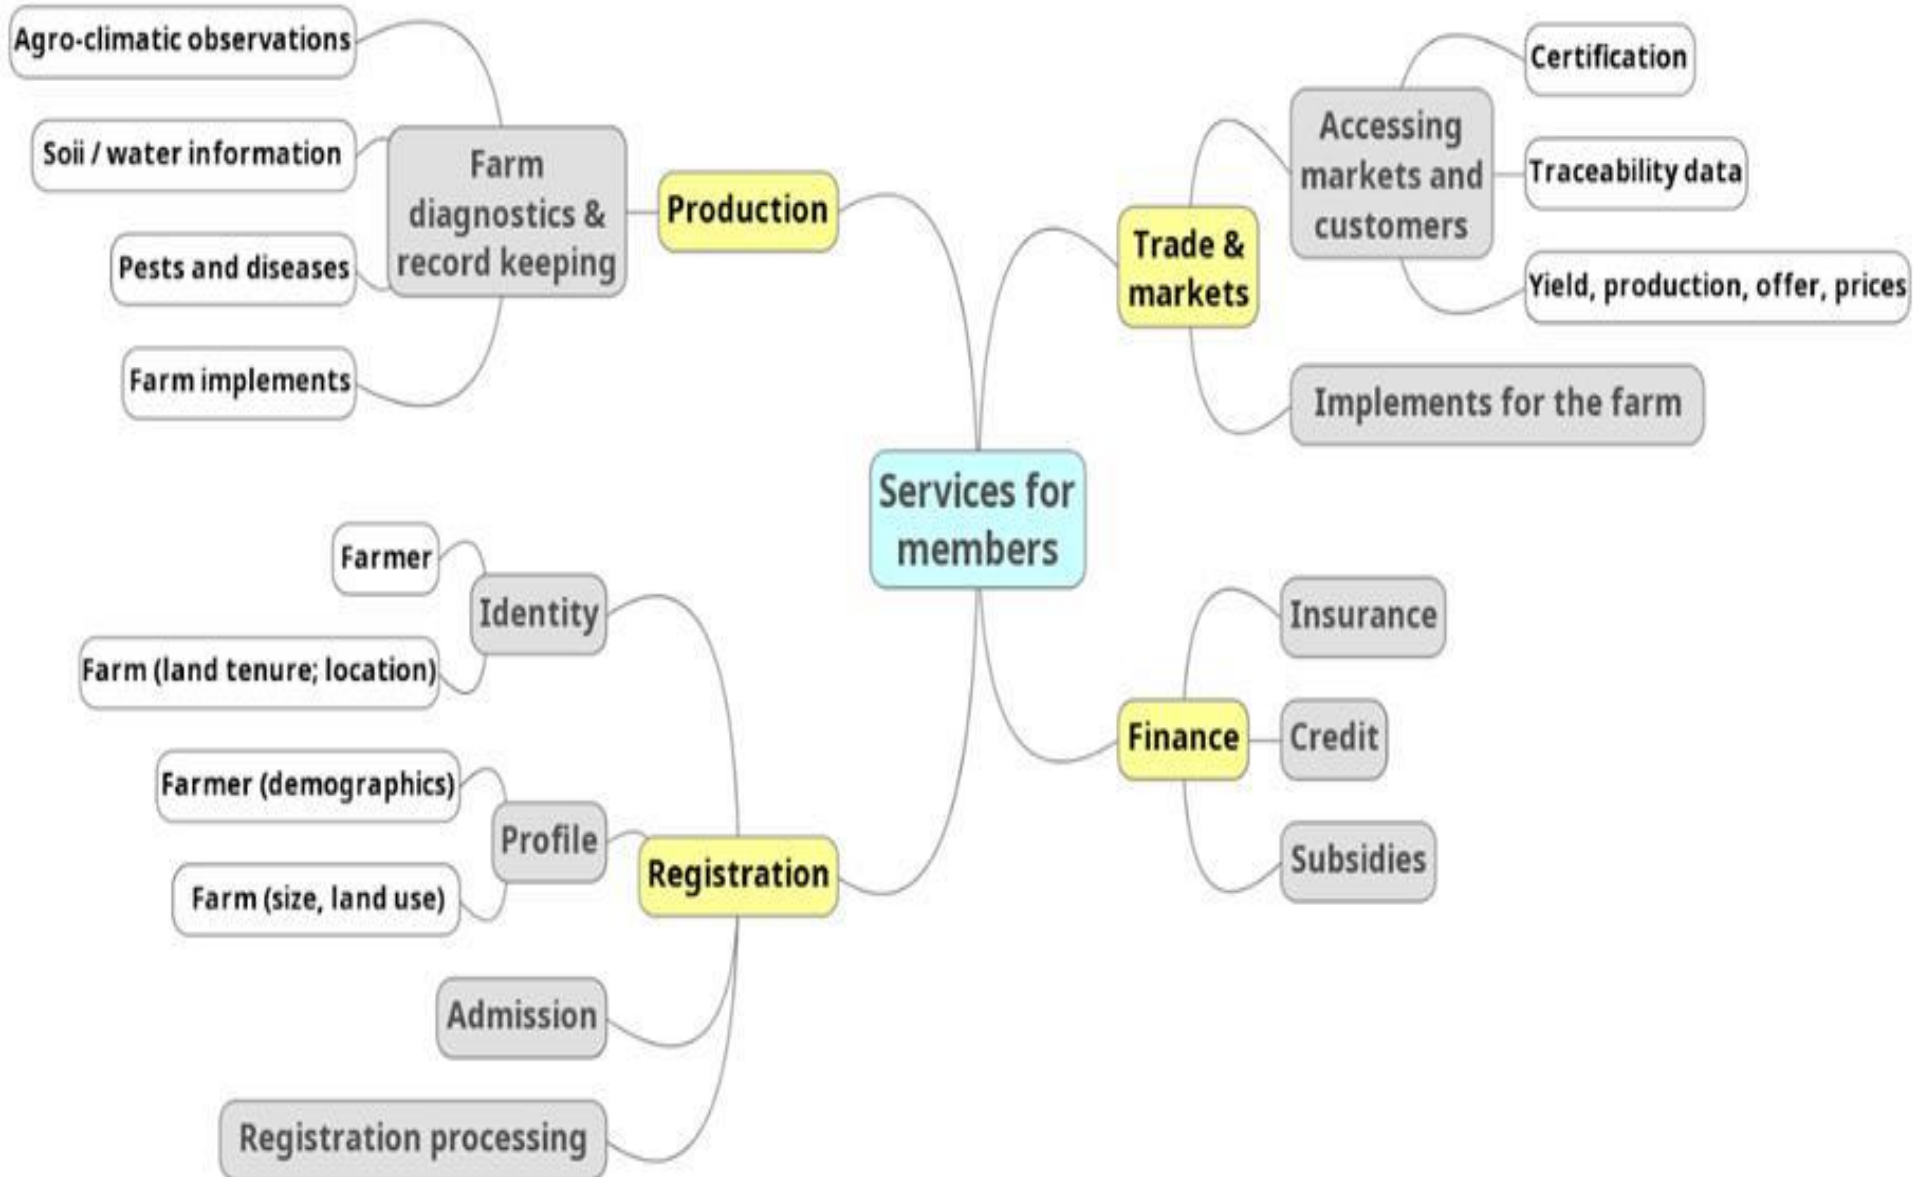 Agro-climatic observations
Soii / water information
Pests and diseases
Farm implements
Farm
diagnostics &
record keeping
Production
Trade &
markets
Accessing
markets and
customers
Certification
Traceability data
Yield, production, offer, prices
Implements for the farm
Services for
members
Farmer
Farm (land tenure; location)
Identity
Farmer (demographics)
Farm (size, land use)
Profile
Registration
Admission
Registration processing
Finance
Insurance
Credit
Subsidies